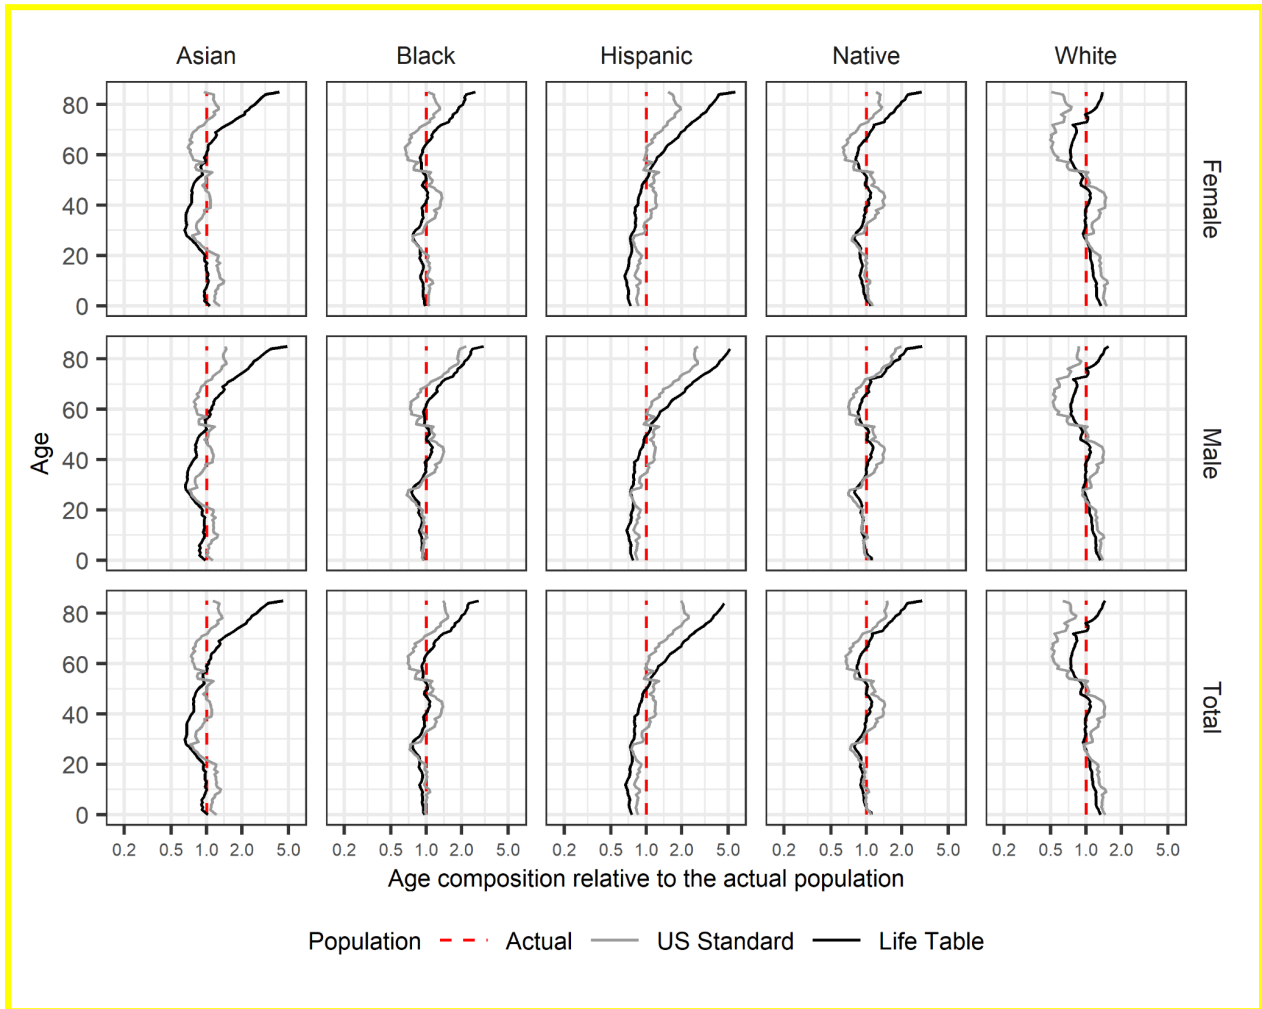 Asian Black Hispanic Native White
80
60
40
20
0
Female
80
60
40
20
0
Male
Age
80
60
40
20
0
Total
0.2 0.5 1.0 2.0 5.0 0.2 0.5 1.0 2.0 5.0 0.2 0.5 1.0 2.0 5.0 0.2 0.5 1.0 2.0 5.0 0.2 0.5 1.0 2.0 5.0
Age composition relative to the actual population
Population Actual US Standard Life Table